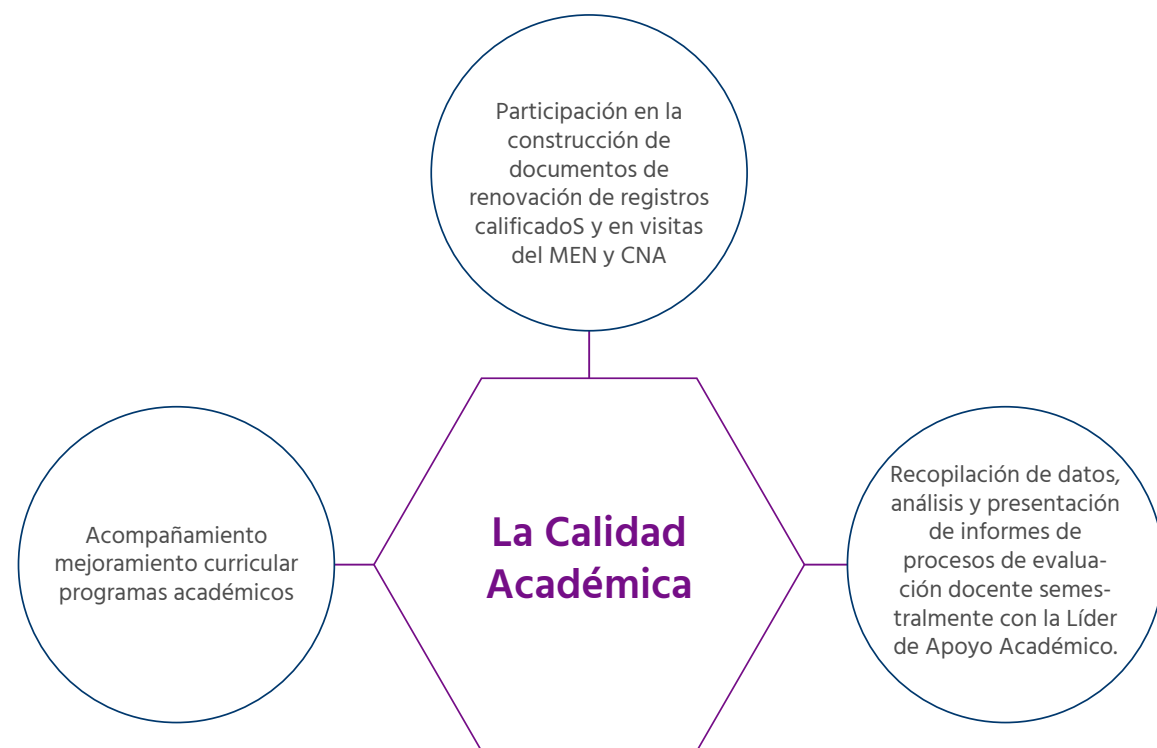 Participación en la
construcción de
documentos de
renovación de registros
calificadoS y en visitas
del MEN y CNA
Acompañamiento
mejoramiento curricular
programas académicos
La Calidad
Académica
Recopilación de datos,
análisis y presentación
de informes de
procesos de evalua-
ción docente semes-
tralmente con la Líder
de Apoyo Académico.